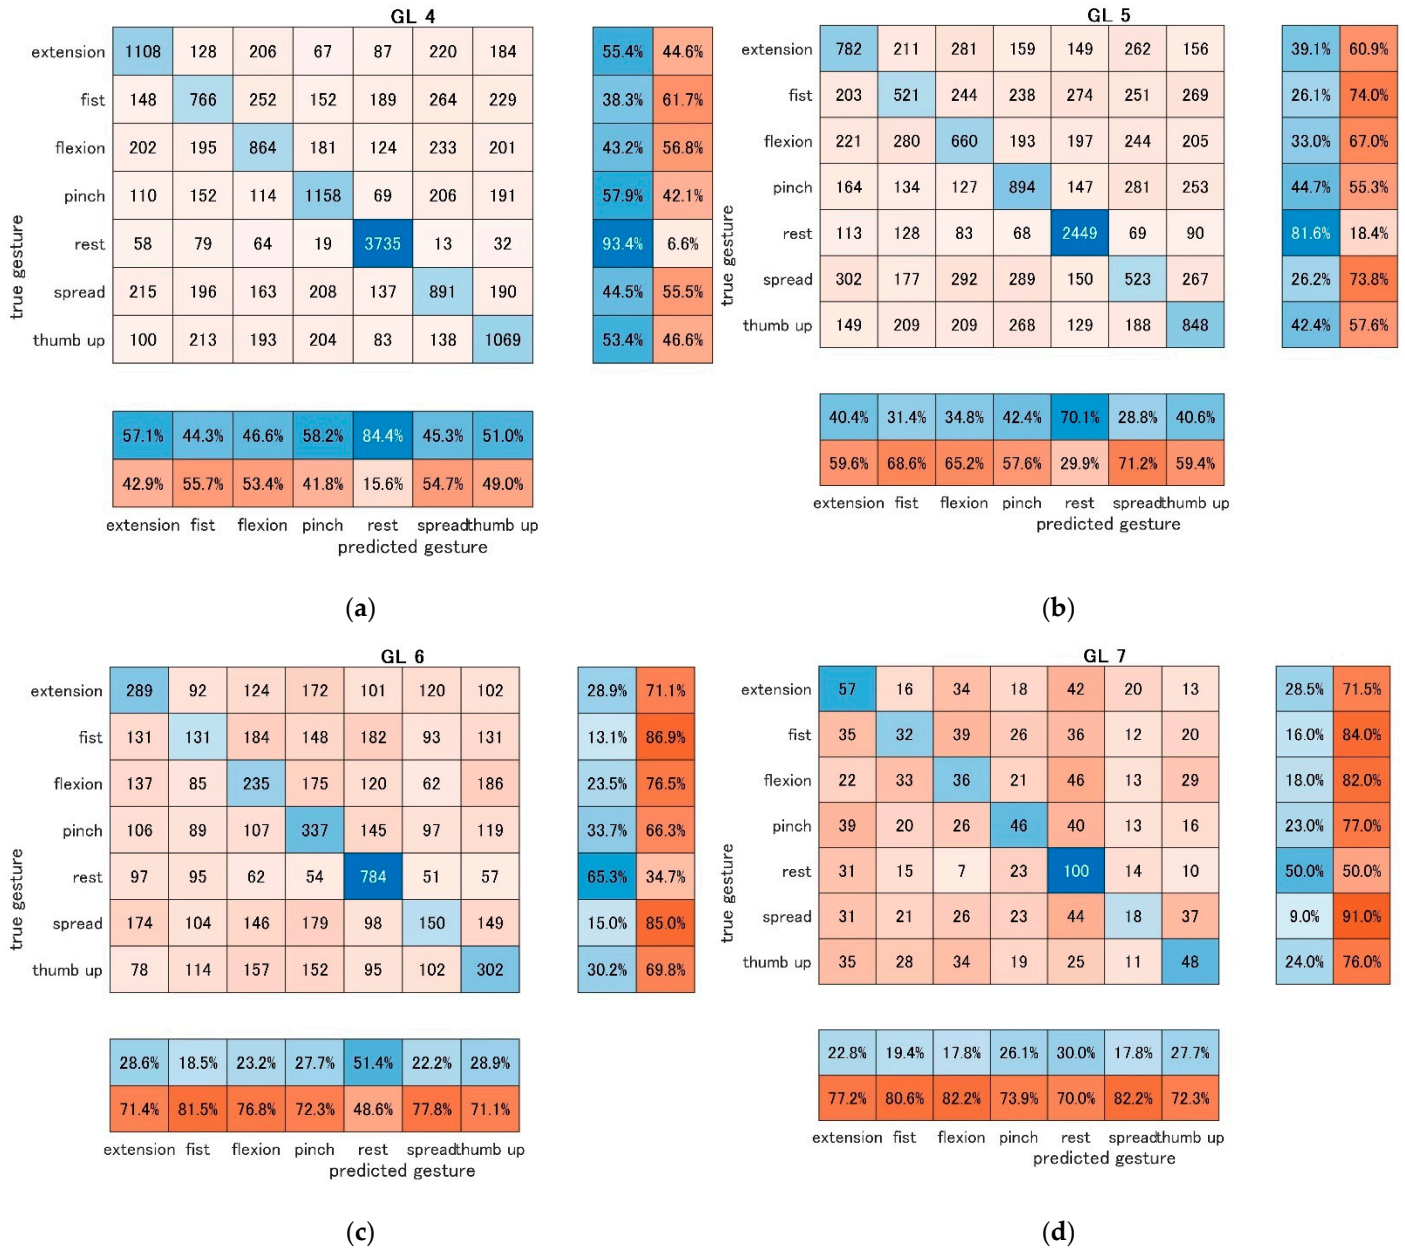 GL 4
extension 1108 128 206 67 87 220 184 55.4% 44.6%
fist 148 766 252 152 189 264 229 38.3% 61.7%
flexion 202 195 864 181 124 233 201 43.2% 56.8%
pinch 110 152 114 1158 69 206 191 57.9% 42.1%
rest 58 79 64 19 3735 13 32 93.4% 6.6%
spread 215 196 163 208 137 891 190 44.5% 55.5%
thumb up 100 213 193 204 83 138 1069 53.4% 46.6%
true gesture
57.1% 44.3% 46.6% 58.2% 84.4% 45.3% 51.0%
42.9% 55.7% 53.4% 41.8% 15.6% 54.7% 49.0%
extension fist flexion pinch rest spread thumb up
predicted gesture
(a)
GL 5
extension 782 211 281 159 149 262 156 39.1% 60.9%
fist 203 521 244 238 274 251 269 26.1% 74.0%
flexion 221 280 660 193 197 244 205 33.0% 67.0%
pinch 164 134 127 894 147 281 253 44.7% 55.3%
rest 113 128 83 68 2449 69 90 81.6% 18.4%
spread 302 177 292 289 150 523 267 26.2% 73.8%
thumb up 149 209 209 268 129 188 848 42.4% 57.6%
true gesture
40.4% 31.4% 34.8% 42.4% 70.1% 28.8% 40.6%
59.6% 68.6% 65.2% 57.6% 29.9% 71.2% 59.4%
extension fist flexion pinch rest spread thumb up
predicted gesture
(b)
GL 6
extension 289 92 124 172 101 120 102 28.9% 71.1%
fist 131 131 184 148 182 93 131 13.1% 86.9%
flexion 137 85 235 175 120 62 186 23.5% 76.5%
pinch 106 89 107 337 145 97 119 33.7% 66.3%
rest 97 95 62 54 784 51 57 65.3% 34.7%
spread 174 104 146 179 98 150 149 15.0% 85.0%
thumb up 78 114 157 152 95 102 302 30.2% 69.8%
true gesture
28.6% 18.5% 23.2% 27.7% 51.4% 22.2% 28.9%
71.4% 81.5% 76.8% 72.3% 48.6% 77.8% 71.1%
extension fist flexion pinch rest spread thumb up
predicted gesture
(c)
GL 7
extension 57 16 34 18 42 20 13 28.5% 71.5%
fist 35 32 39 26 36 12 20 16.0% 84.0%
flexion 22 33 36 21 46 13 29 18.0% 82.0%
pinch 39 20 26 46 40 13 16 23.0% 77.0%
rest 31 15 7 23 100 14 10 50.0% 50.0%
spread 31 21 26 23 44 18 37 9.0% 91.0%
thumb up 35 28 34 19 25 11 48 24.0% 76.0%
true gesture
22.8% 19.4% 17.8% 26.1% 30.0% 17.8% 27.7%
77.2% 80.6% 82.2% 73.9% 70.0% 82.2% 72.3%
extension fist flexion pinch rest spread thumb up
predicted gesture
(d)